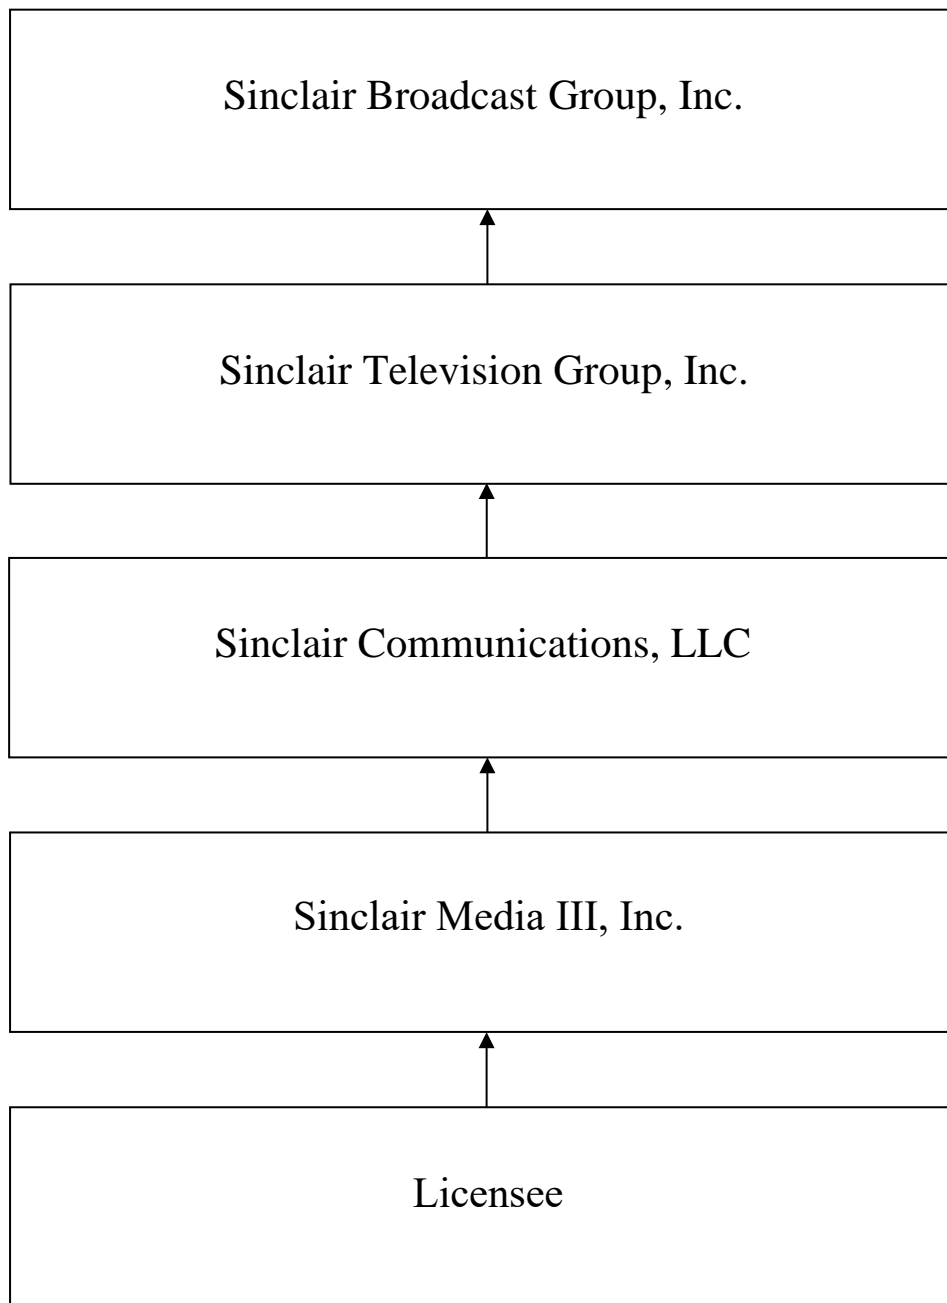 Sinclair Broadcast Group, Inc.
Sinclair Television Group, Inc.
Sinclair Communications, LLC
Sinclair Media III, Inc.
Licensee